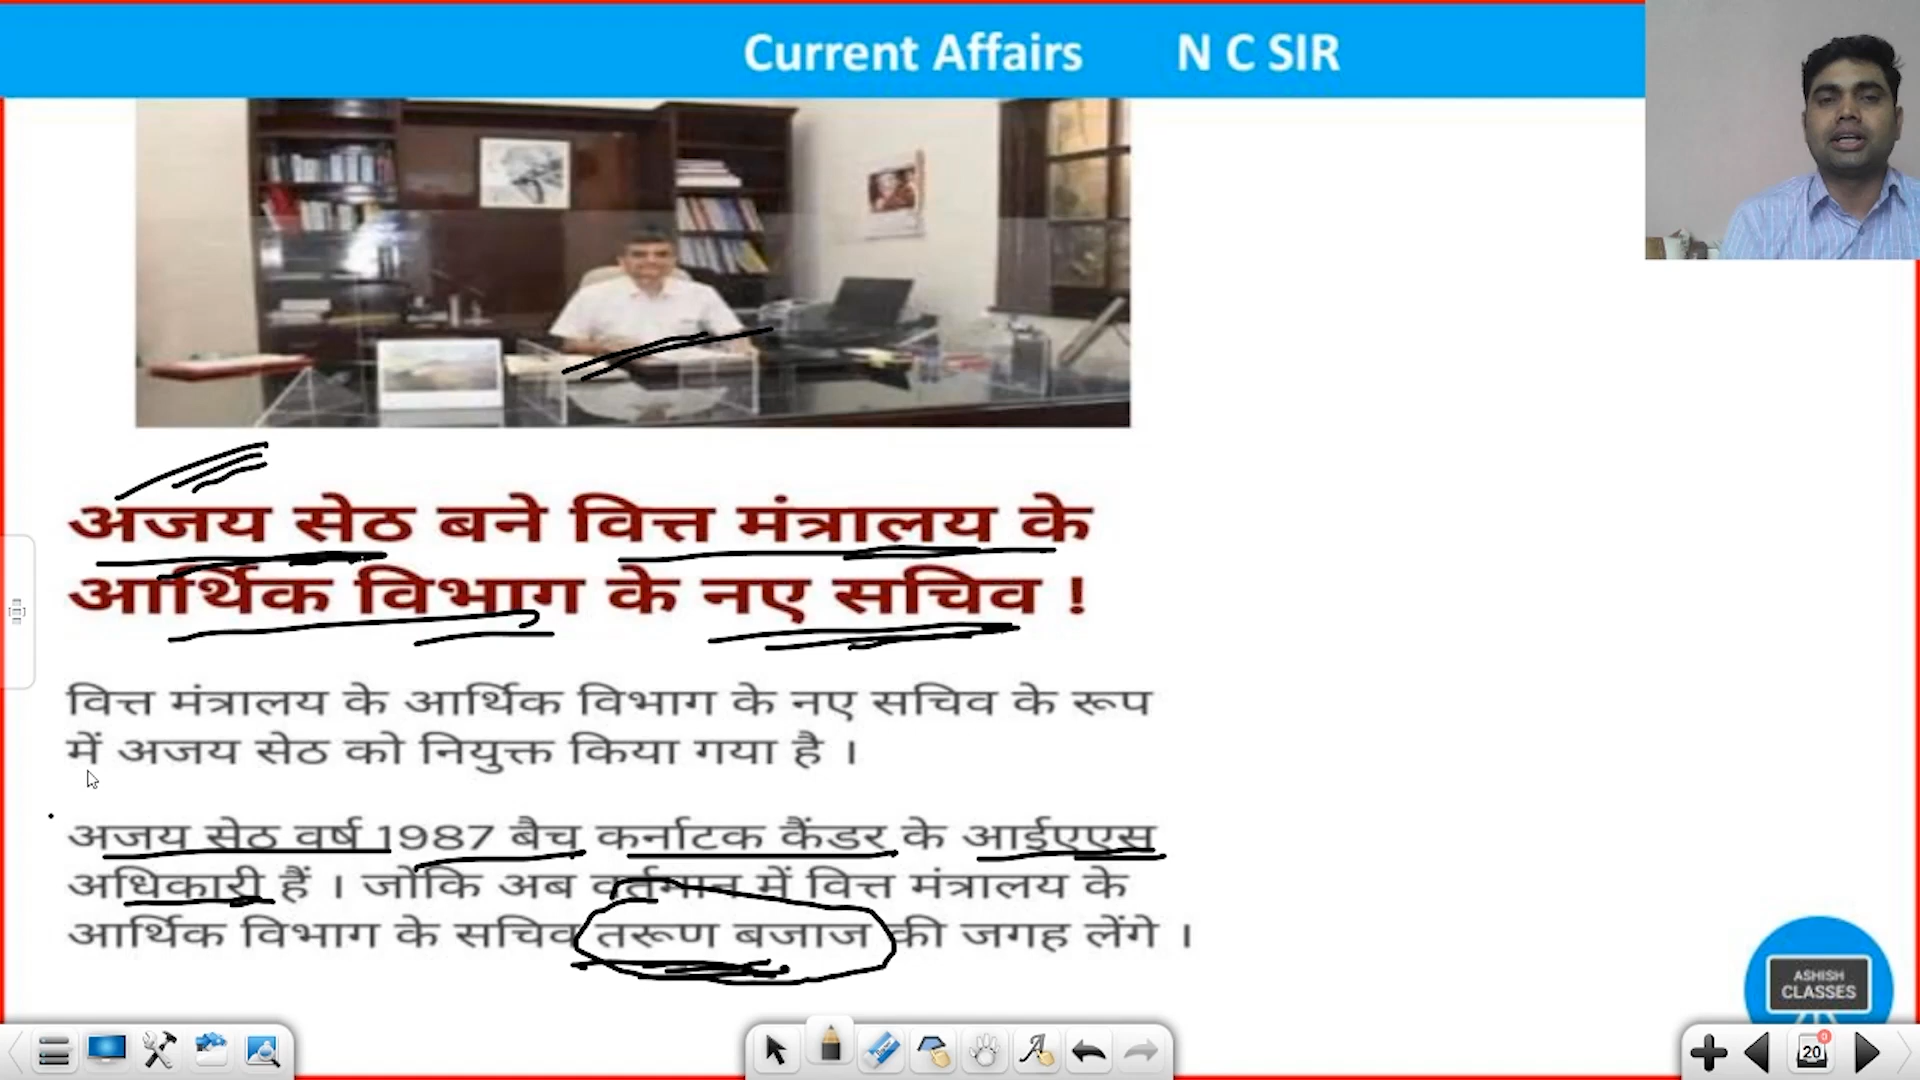 Current Affairs N C SIR
अजय सेठ बने वित्त मंत्रालय के
आर्थिक विभाग के नए सचिव !
वित्त मंत्रालय के आर्थिक विभाग के नए सचिव के रूप
में अजय सेठ को नियुक्त किया गया है ।
अजय सेठ वर्ष 1987 बैच कर्नाटक कैंडर के आईएएस
अधिकारी हैं । जोकि अब वर्तमान में वित्त मंत्रालय के
आर्थिक विभाग के सचिव तरूण बजाज की जगह लेंगे ।
ASHISH
CLASSES
20
0